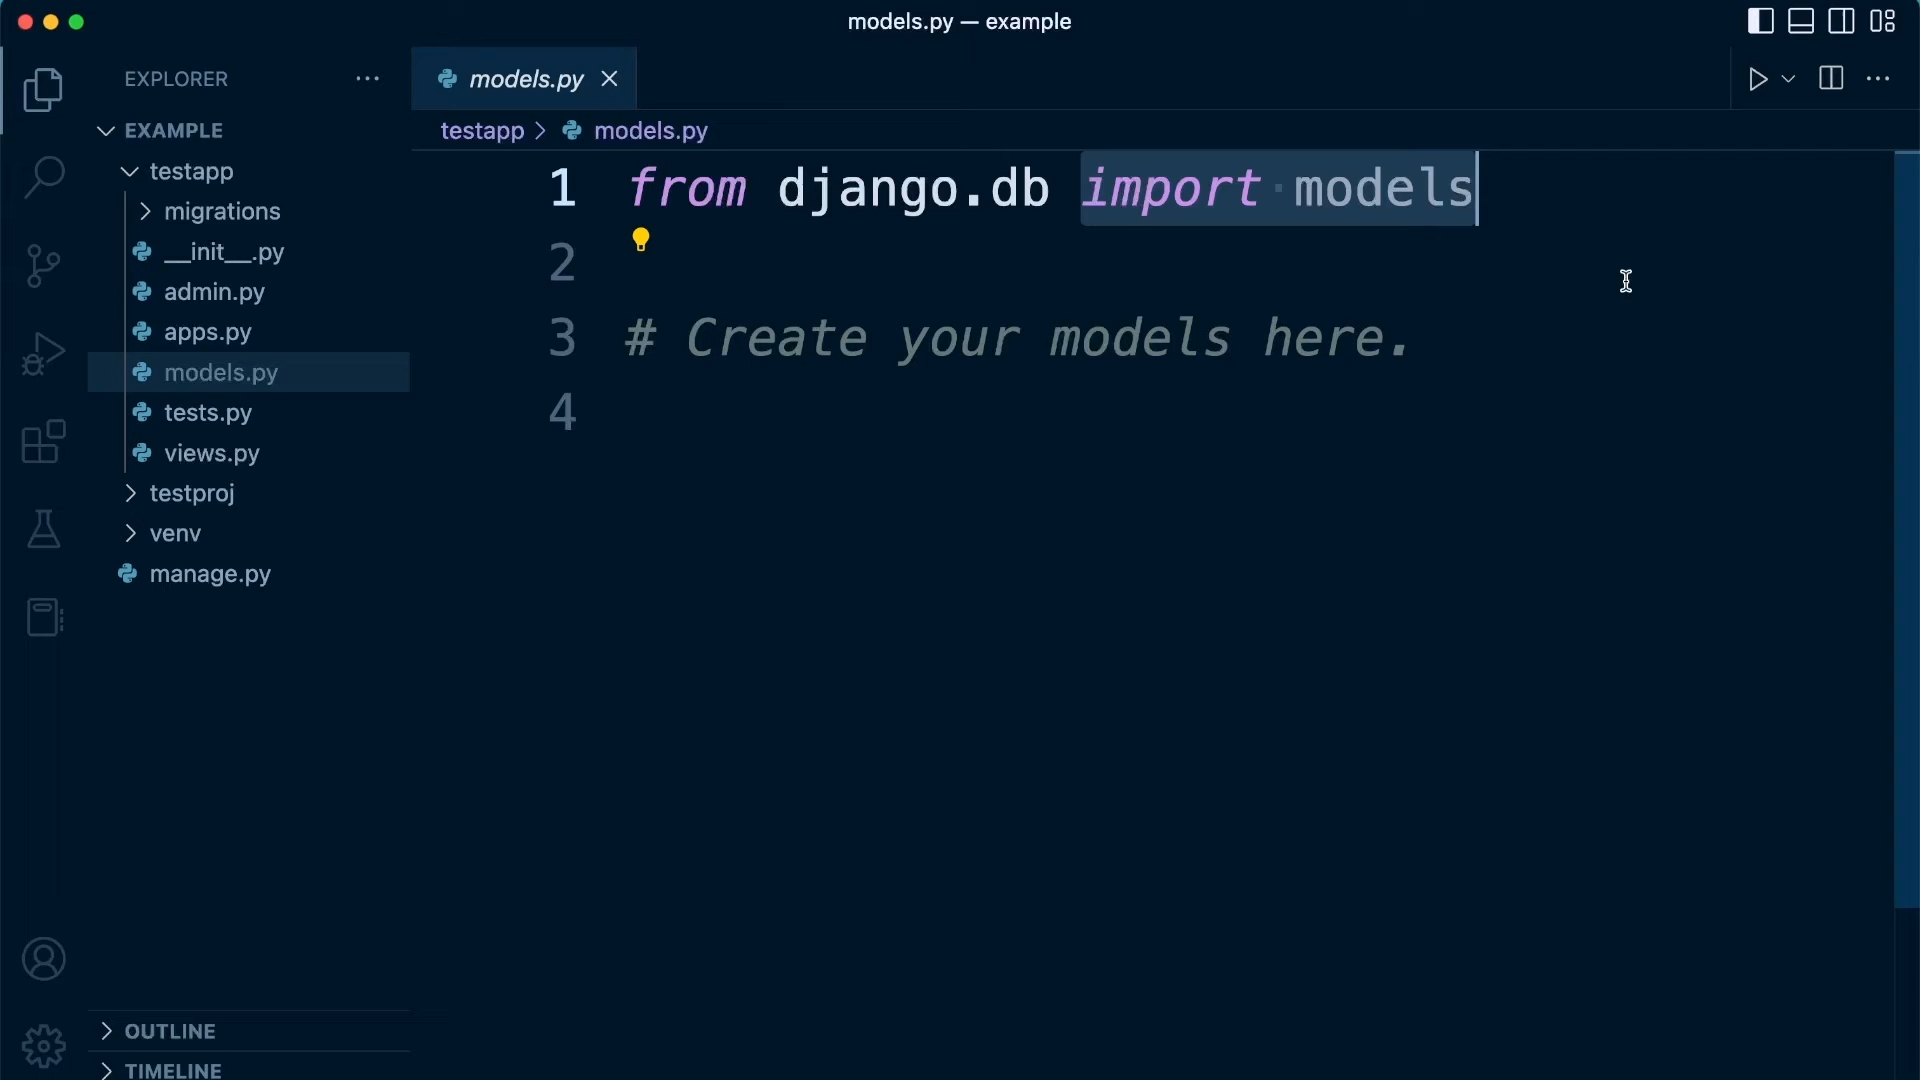 models.py — example
EXPLORER
EXAMPLE
testapp
migrations
__init__.py
admin.py
apps.py
models.py
tests.py
views.py
testproj
venv
manage.py
OUTLINE
TIMELINE
models.py
testapp > models.py
1 from django.db import models
2
3 # Create your models here.
4